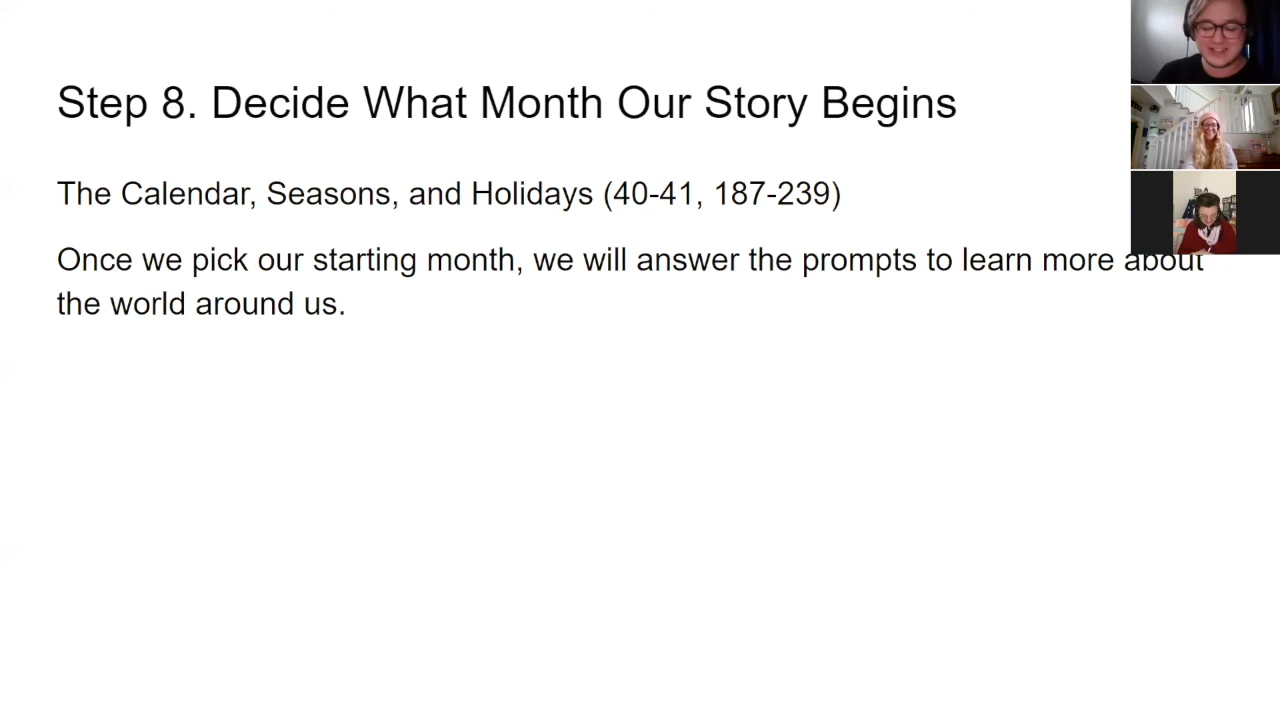 Step 8. Decide What Month Our Story Begins
The Calendar, Seasons, and Holidays (40-41, 187-239)
Once we pick our starting month, we will answer the prompts to learn more about
the world around us.